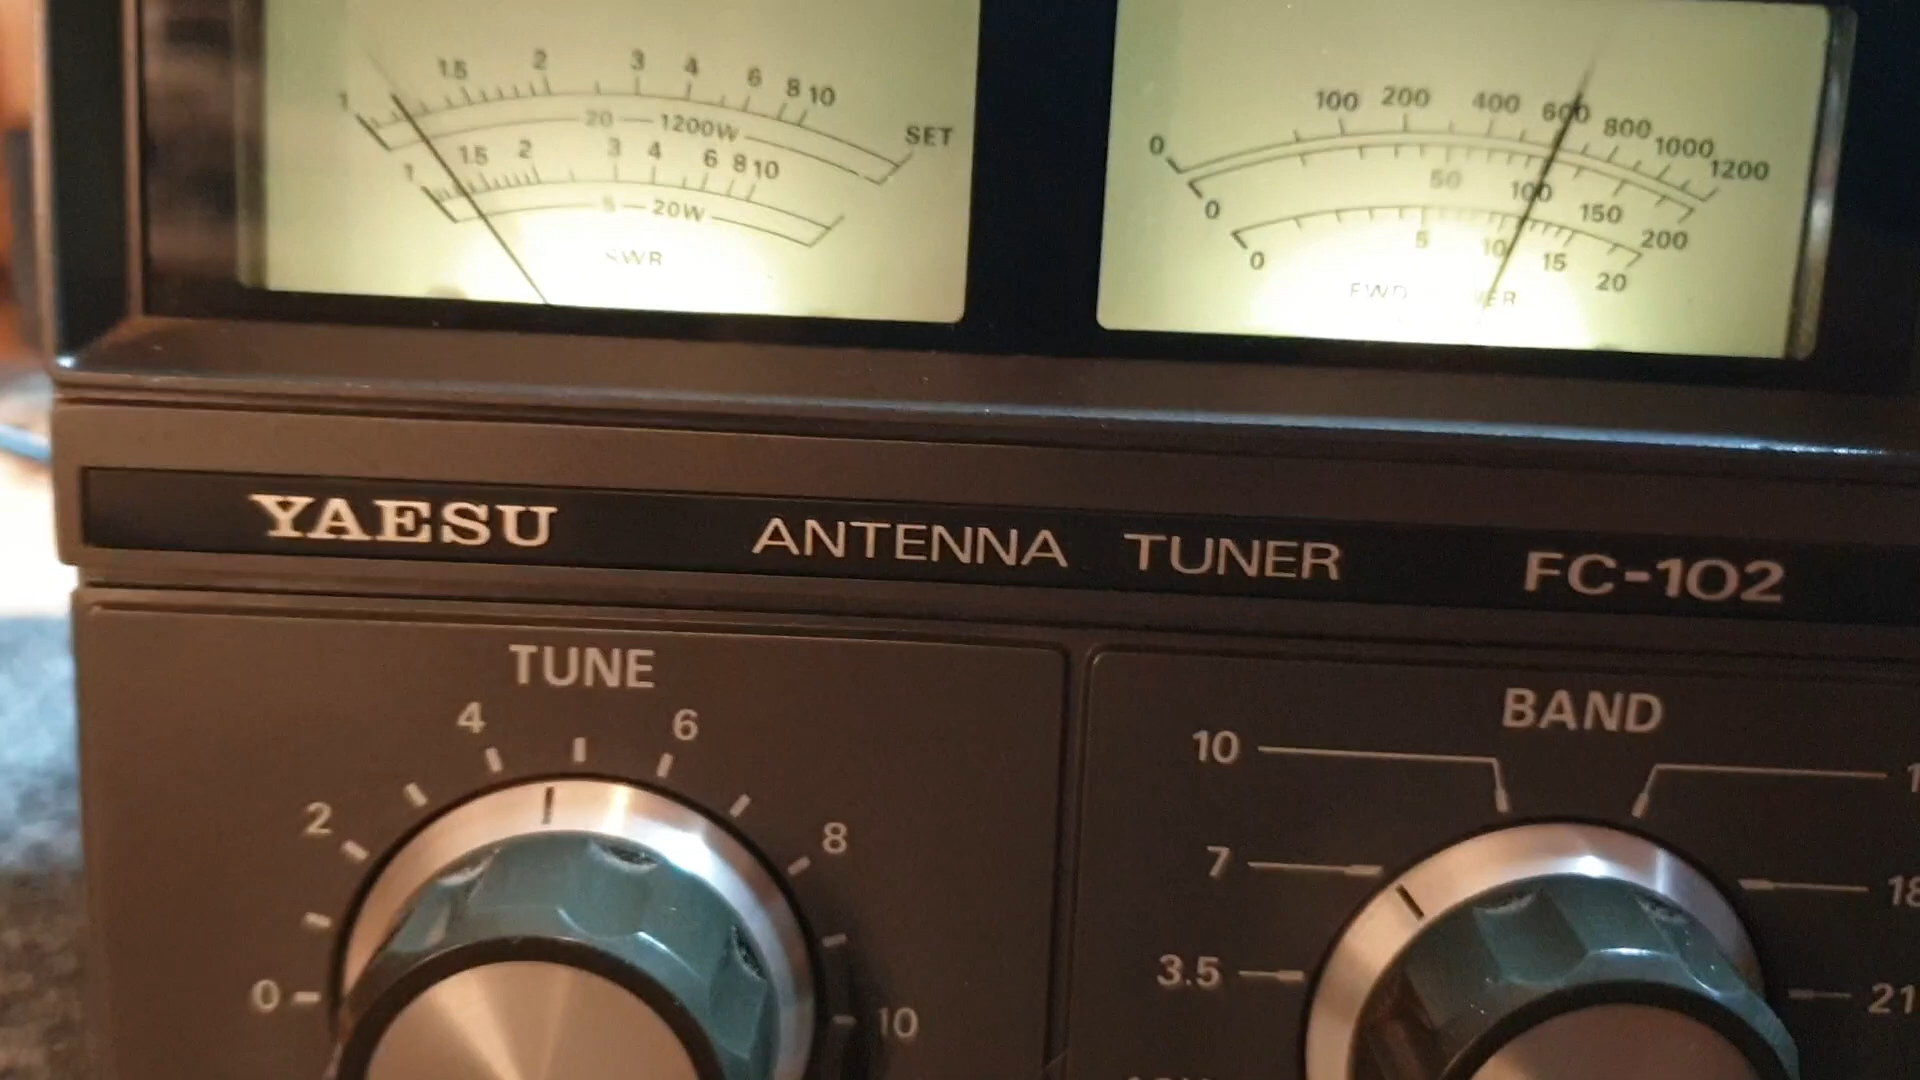 1 1.5 2 3 4 6 8 10 SET
20 — 1200W
1 1.5 2 3 4 6 8 10
5 — 20W
SWR
0 100 200 400 600 800 1000 1200
0 50 100 150 200
0 5 10 15 20
FWD
YAESU ANTENNA TUNER FC-102
TUNE
0 2 4 6 8 10
BAND
10
7
3.5
18
21